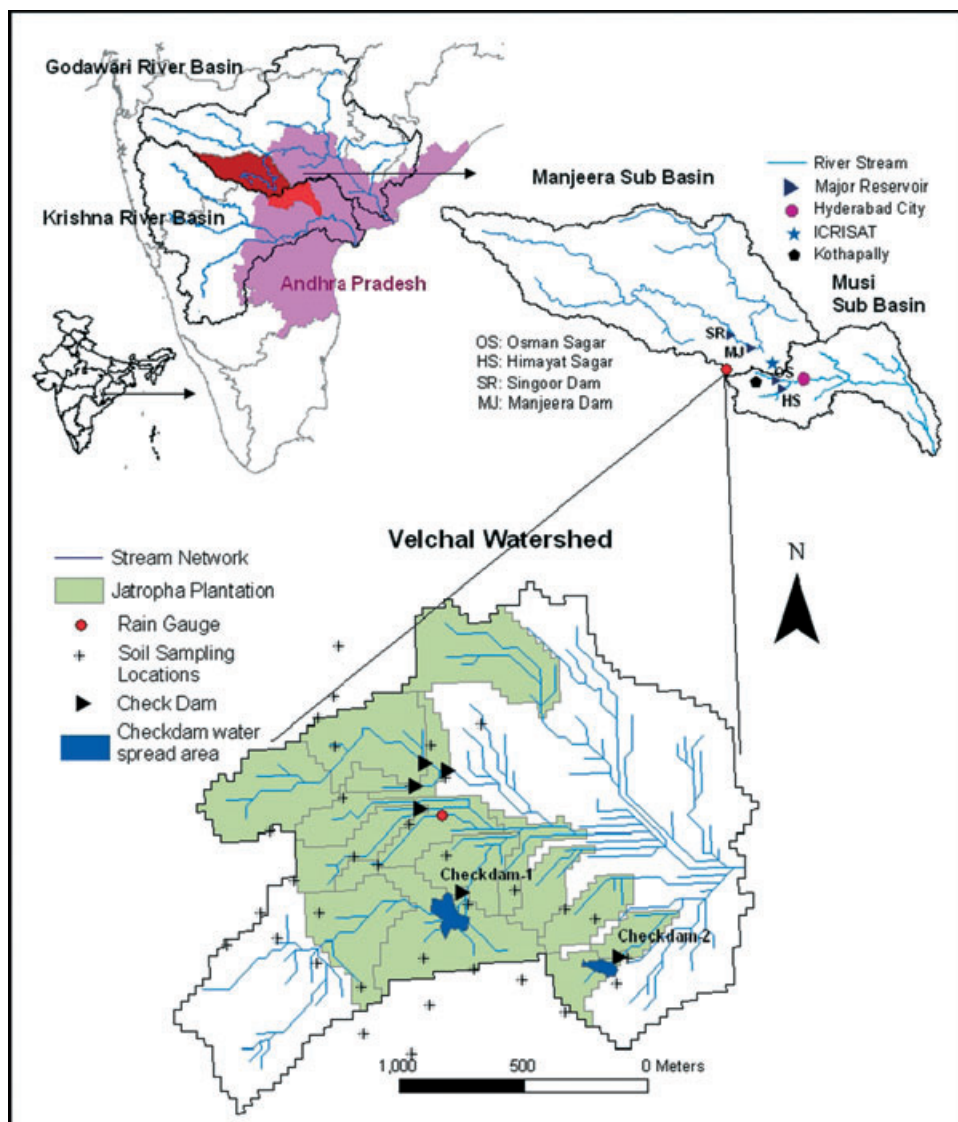 Godawari River Basin
Krishna River Basin
Andhra Pradesh
Manjeera Sub Basin
River Stream
Major Reservoir
Hyderabad City
ICRISAT
Kothapally
Musi
Sub Basin
SR
MJ
OS
HS
OS: Osman Sagar
HS: Himayat Sagar
SR: Singoor Dam
MJ: Manjeera Dam
Velchal Watershed
N
Stream Network
Jatropha Plantation
Rain Gauge
Soil Sampling
Locations
Check Dam
Checkdam water
spread area
Checkdam-1
Checkdam-2
1,000 500 0 Meters